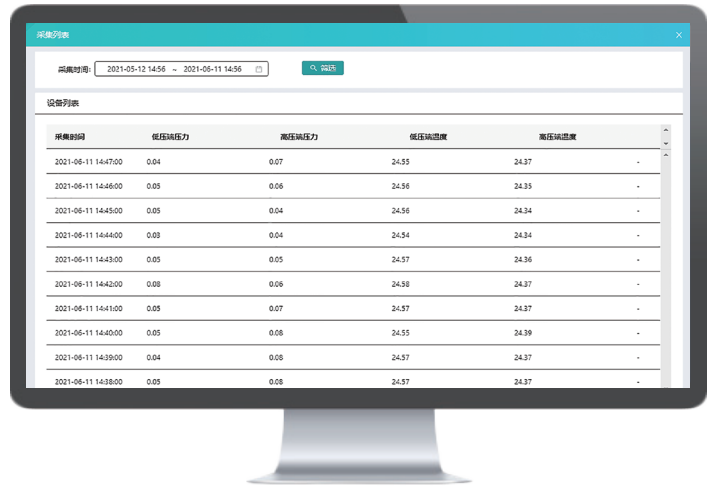 采集列表
采集时间: 2021-05-12 14:56 ~ 2021-06-11 14:56 筛选
设备列表
采集时间 低压端压力 高压端压力 低压端温度 高压端温度
2021-06-11 14:47:00 0.04 0.07 24.55 24.37 -
2021-06-11 14:46:00 0.05 0.06 24.56 24.35 -
2021-06-11 14:45:00 0.05 0.04 24.56 24.34 -
2021-06-11 14:44:00 0.03 0.04 24.54 24.34 -
2021-06-11 14:43:00 0.05 0.05 24.57 24.36 -
2021-06-11 14:42:00 0.08 0.06 24.58 24.37 -
2021-06-11 14:41:00 0.05 0.07 24.57 24.37 -
2021-06-11 14:40:00 0.05 0.08 24.55 24.39 -
2021-06-11 14:39:00 0.04 0.08 24.57 24.37 -
2021-06-11 14:38:00 0.05 0.08 24.57 24.37 -